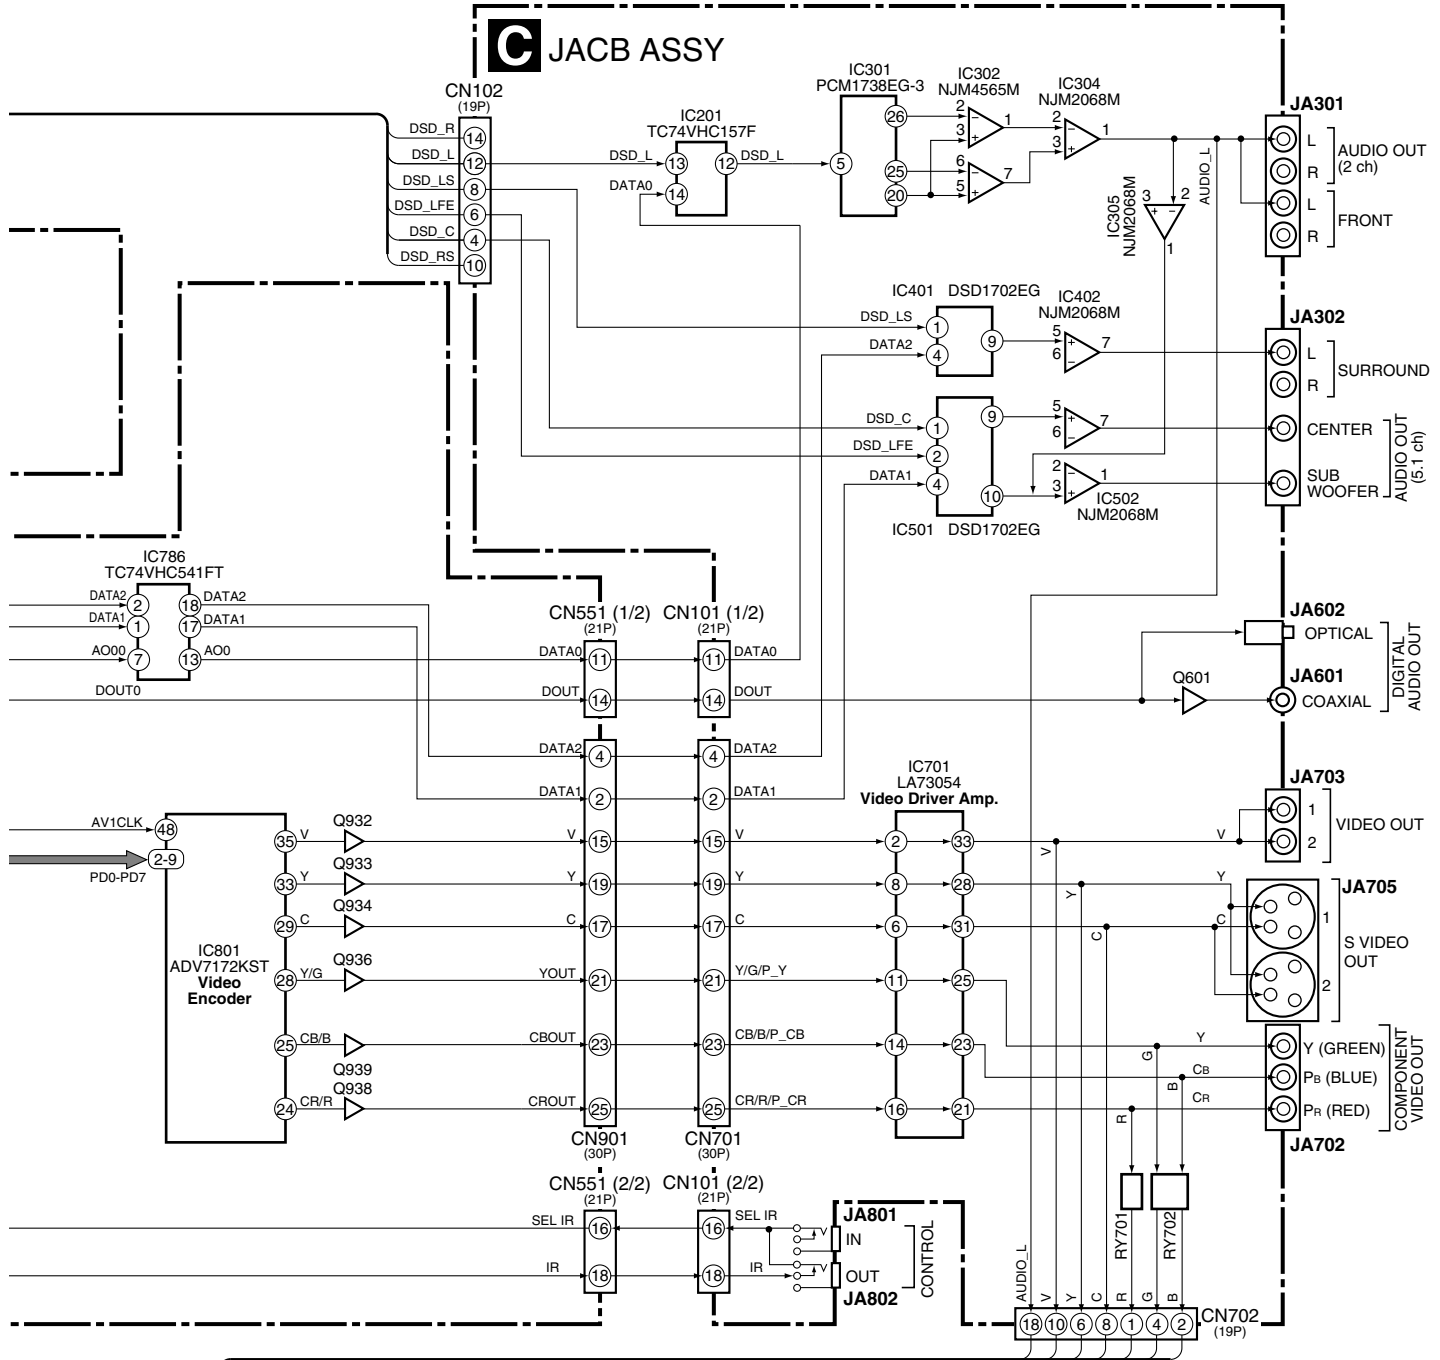 C JACB ASSY
CN102
(19P)
DSD_R 14
DSD_L 12
DSD_LS 8
DSD_LFE 6
DSD_C 4
DSD_RS 10
IC201
TC74VHC157F
DSD_L 13 12 DSD_L
DATA0 14
IC301
PCM1738EG-3
5 26 25 20
IC302
NJM4565M
2 − 1
3 +
6 − 7
5 +
IC304
NJM2068M
2 − 1
3 +
IC305
NJM2068M
3 + − 2
1
AUDIO_L
JA301
L
R
AUDIO OUT
(2 ch)
L
R
FRONT
IC401 DSD1702EG
DSD_LS 1
DATA2 4
9
IC402
NJM2068M
5 + 7
6 −
JA302
L
R
SURROUND
CENTER
SUB
WOOFER
AUDIO OUT
(5.1 ch)
DSD_C 1
DSD_LFE 2
DATA1 4
9
10
IC501 DSD1702EG
5 + 7
6 −
2 − 1
3 +
IC502
NJM2068M
IC786
TC74VHC541FT
DATA2 2 18 DATA2
DATA1 1 17 DATA1
AO00 7 13 AO0
DOUT0
CN551 (1/2)
(21P)
CN101 (1/2)
(21P)
DATA0 11 11 DATA0
DOUT 14 14 DOUT
JA602
OPTICAL
JA601
COAXIAL
Q601
DIGITAL
AUDIO OUT
DATA2 4 4 DATA2
DATA1 2 2 DATA1
IC701
LA73054
Video Driver Amp.
JA703
1
2
VIDEO OUT
AV1CLK 48
2-9
PD0-PD7
IC801
ADV7172KST
Video
Encoder
35 V Q932 V 15 15 V 2 33 V V
33 Y Q933 Y 19 19 Y 8 28 Y Y
29 C Q934 C 17 17 C 6 31 C C
28 Y/G Q936 YOUT 21 21 Y/G/P_Y 11 25
25 CB/B CBOUT 23 23 CB/B/P_CB 14 23
Q939
Q938
24 CR/R CROUT 25 25 CR/R/P_CR 16 21
JA705
1
2
S VIDEO
OUT
Y Y (GREEN)
CB PB (BLUE)
CR PR (RED)
COMPONENT
VIDEO OUT
JA702
G
B
R
CN901
(30P)
CN701
(30P)
CN551 (2/2)
(21P)
CN101 (2/2)
(21P)
SEL IR 16 16 SEL IR
IR 18 18 IR
JA801
IN
OUT
JA802
CONTROL
RY701
RY702
AUDIO_L V Y C R G B
18 10 6 8 1 4 2
CN702
(19P)